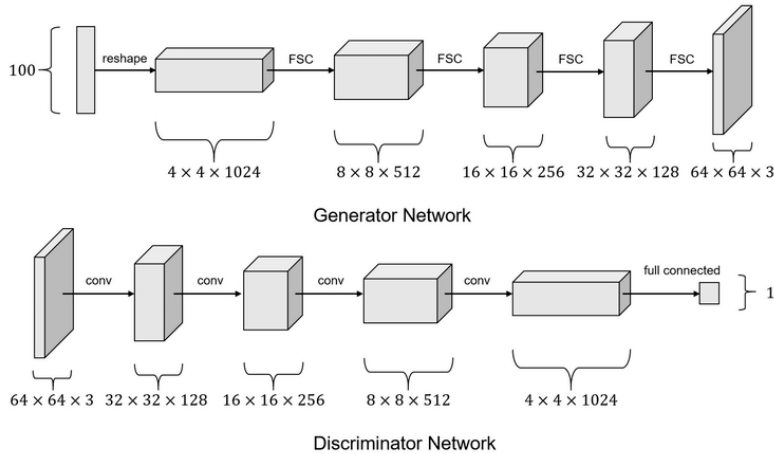 100
reshape
FSC
FSC
FSC
FSC
4 × 4 × 1024
8 × 8 × 512
16 × 16 × 256
32 × 32 × 128
64 × 64 × 3
Generator Network
conv
conv
conv
conv
full connected
1
64 × 64 × 3
32 × 32 × 128
16 × 16 × 256
8 × 8 × 512
4 × 4 × 1024
Discriminator Network